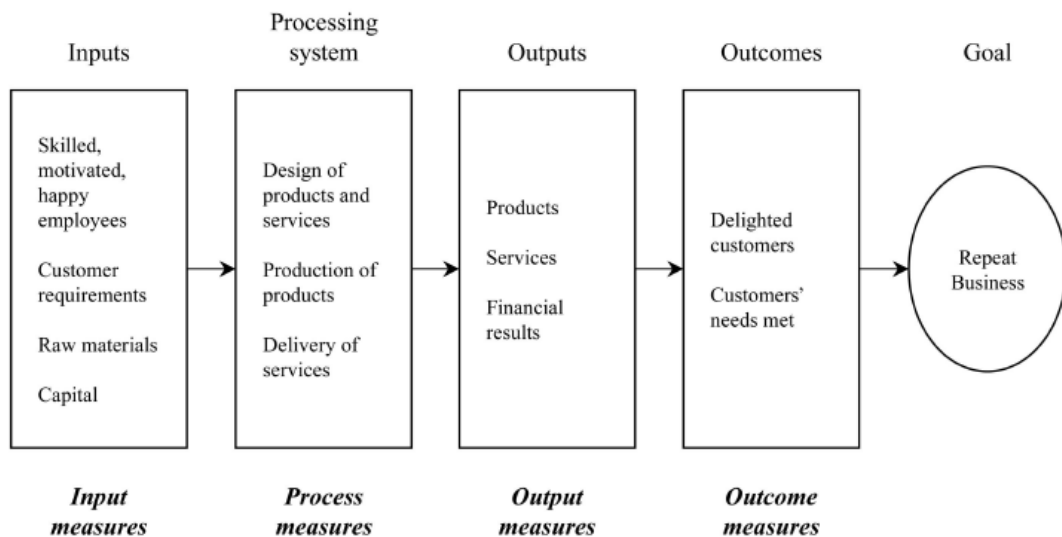 Inputs
Processing
system
Outputs
Outcomes
Goal
Skilled,
motivated,
happy
employees
Customer
requirements
Raw materials
Capital
Design of
products and
services
Production of
products
Delivery of
services
Products
Services
Financial
results
Delighted
customers
Customers’
needs met
Repeat
Business
Input
measures
Process
measures
Output
measures
Outcome
measures